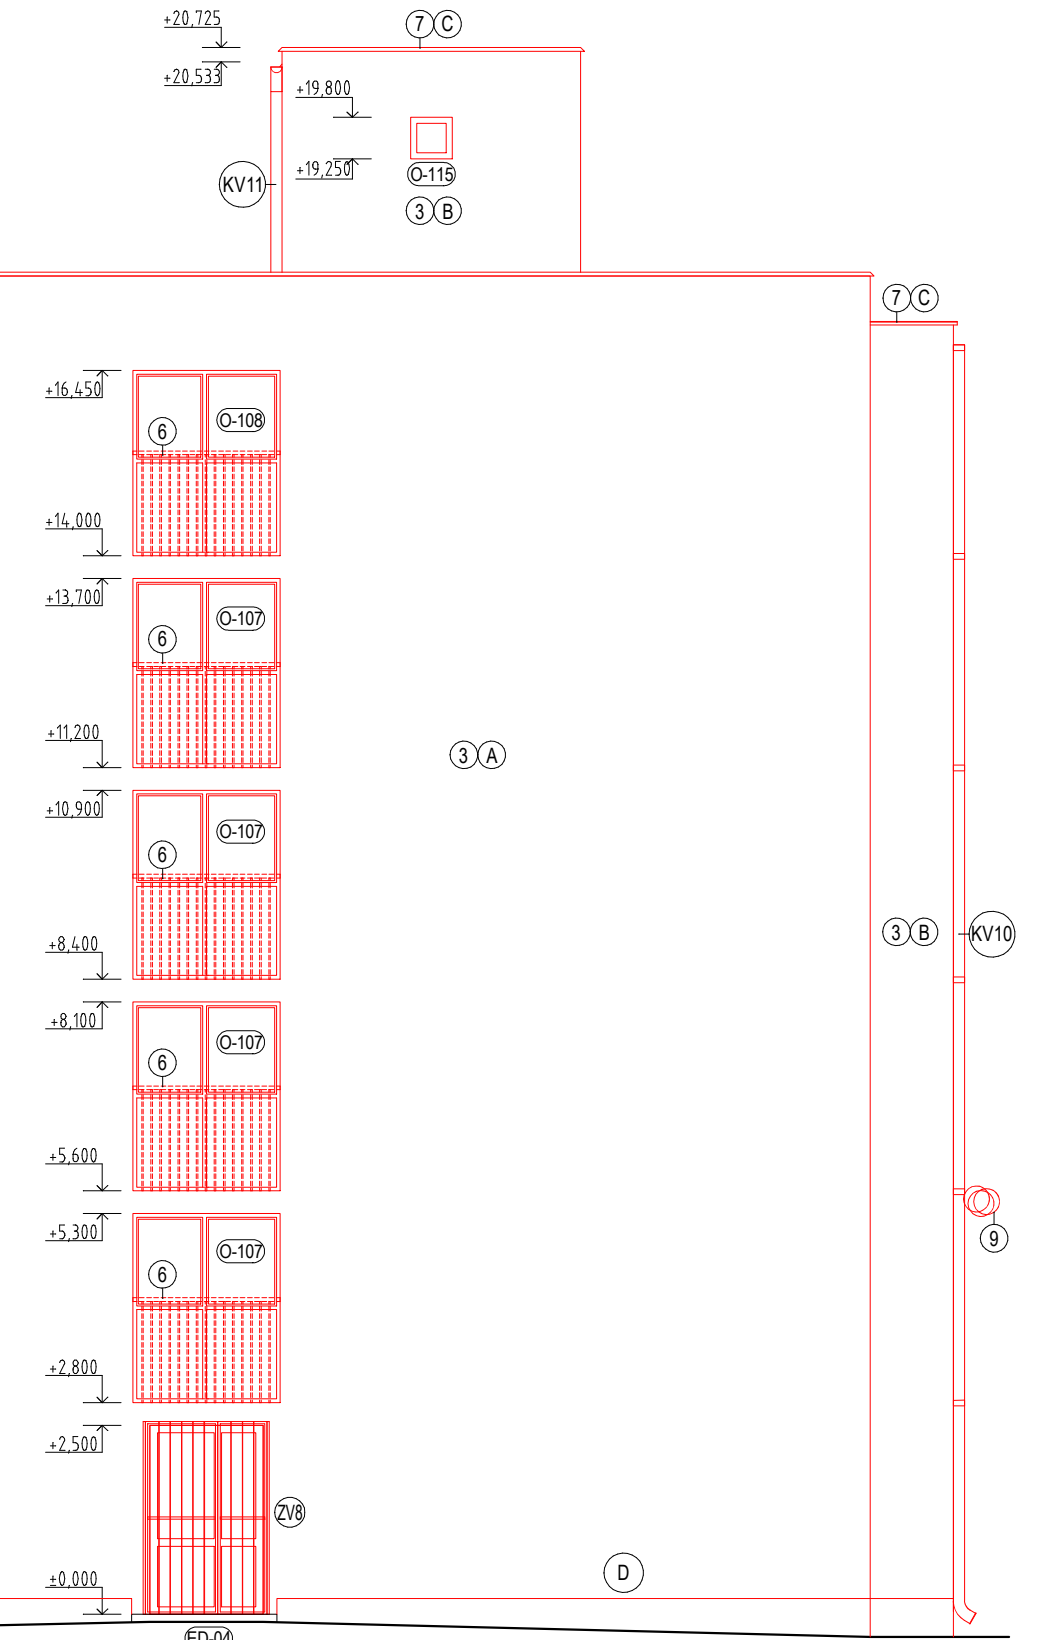 +20,725
7 C
+20,533
+19,800
+19,250
O-115
KV11
3 B
7 C
+16,450
6
O-108
+14,000
+13,700
6
O-107
+11,200
3 A
+10,900
6
O-107
3 B
KV10
+8,400
+8,100
6
O-107
+5,600
+5,300
6
O-107
9
+2,800
+2,500
ZV8
±0,000
D
ED-04